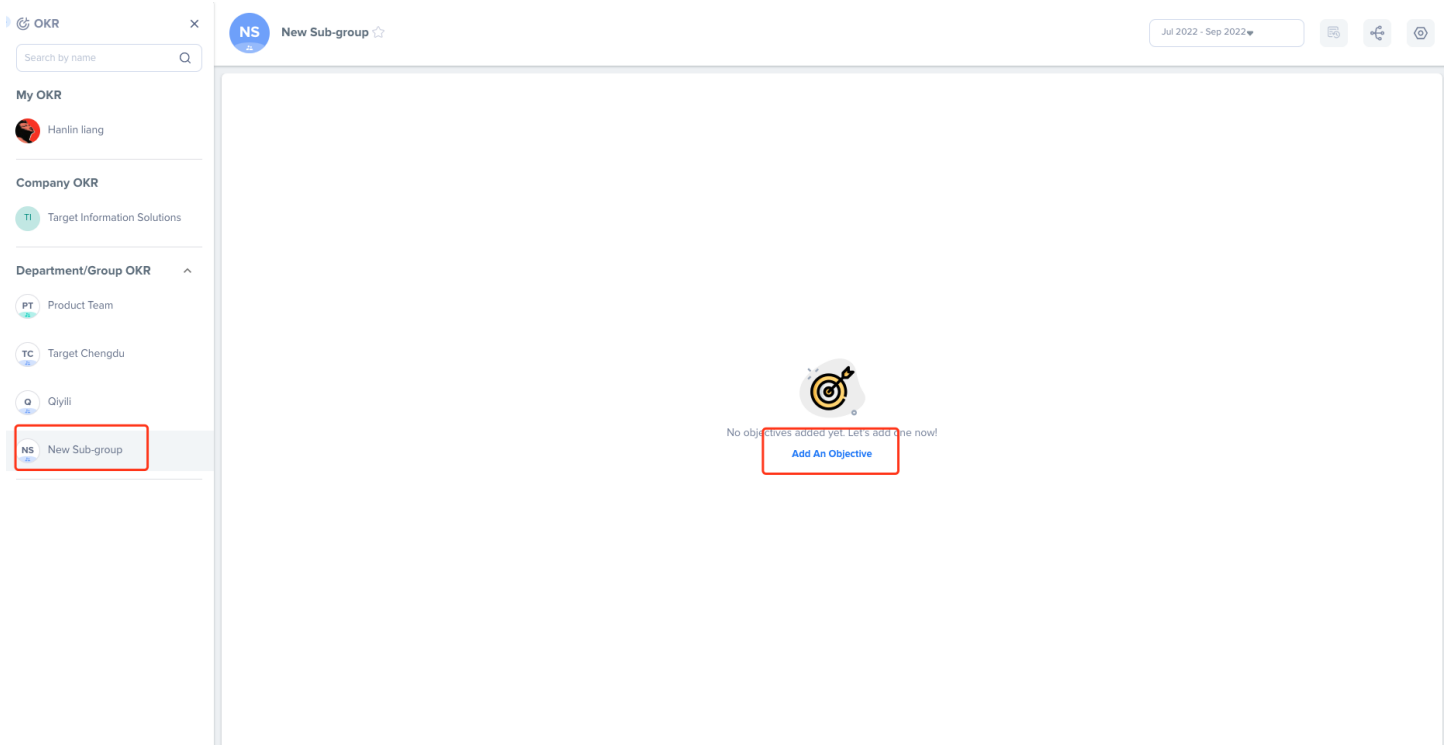 OKR
Search by name
My OKR
Hanlin liang
Company OKR
TI
Target Information Solutions
Department/Group OKR
PT
Product Team
TC
Target Chengdu
Q
Qiyili
NS
New Sub-group
NS
New Sub-group
Jul 2022 - Sep 2022
No objectives added yet. Let's add one now!
Add An Objective